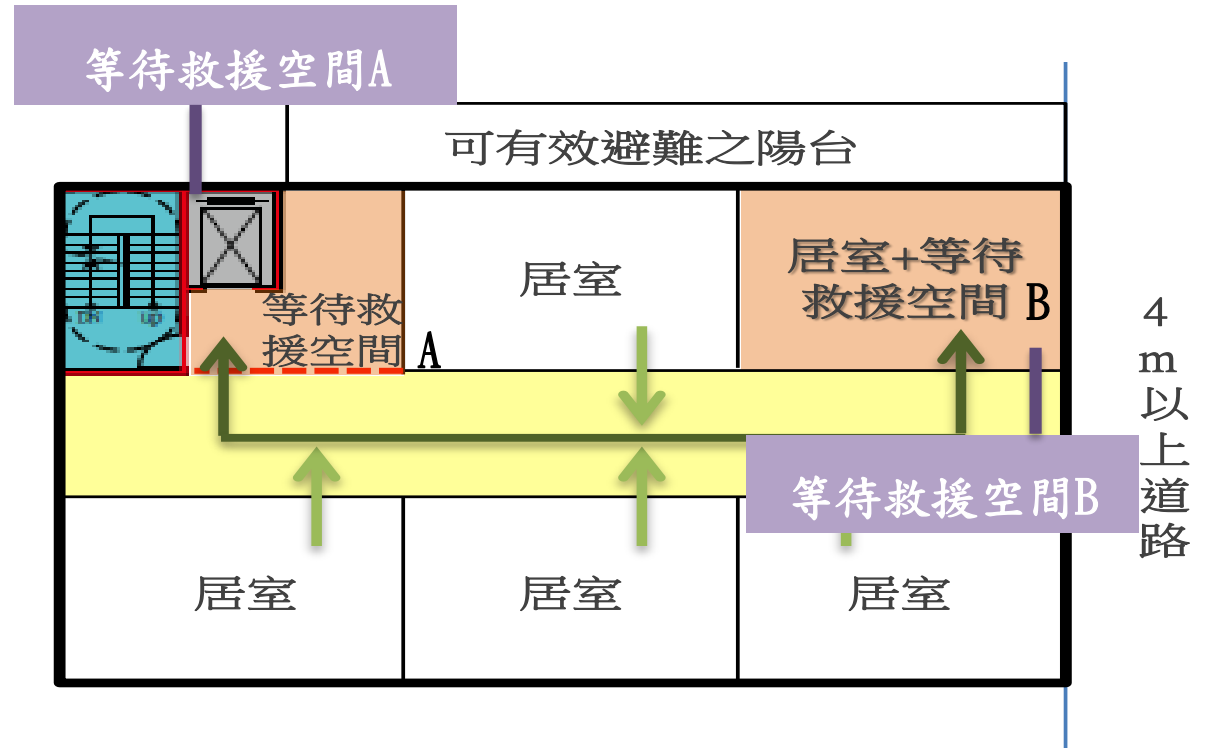 等待救援空間A
可有效避難之陽台
等待救
援空間 A
居室
居室+等待
救援空間 B
4
m
以
上
道
路
DN
up
等待救援空間B
居室
居室
居室